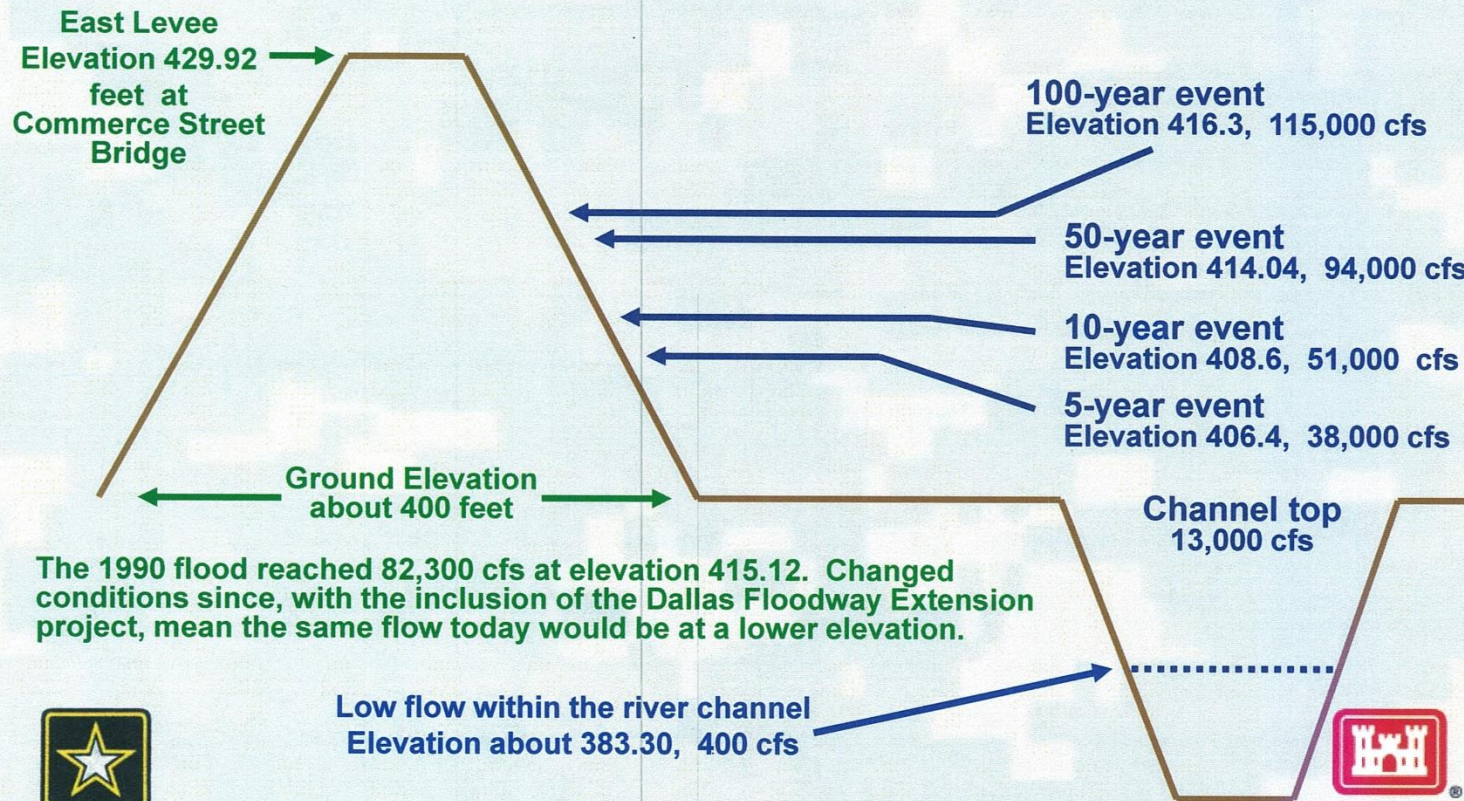 East Levee
Elevation 429.92
feet at
Commerce Street
Bridge
100-year event
Elevation 416.3, 115,000 cfs
50-year event
Elevation 414.04, 94,000 cfs
10-year event
Elevation 408.6, 51,000 cfs
5-year event
Elevation 406.4, 38,000 cfs
Ground Elevation
about 400 feet
Channel top
13,000 cfs
The 1990 flood reached 82,300 cfs at elevation 415.12. Changed
conditions since, with the inclusion of the Dallas Floodway Extension
project, mean the same flow today would be at a lower elevation.
Low flow within the river channel
Elevation about 383.30, 400 cfs
®